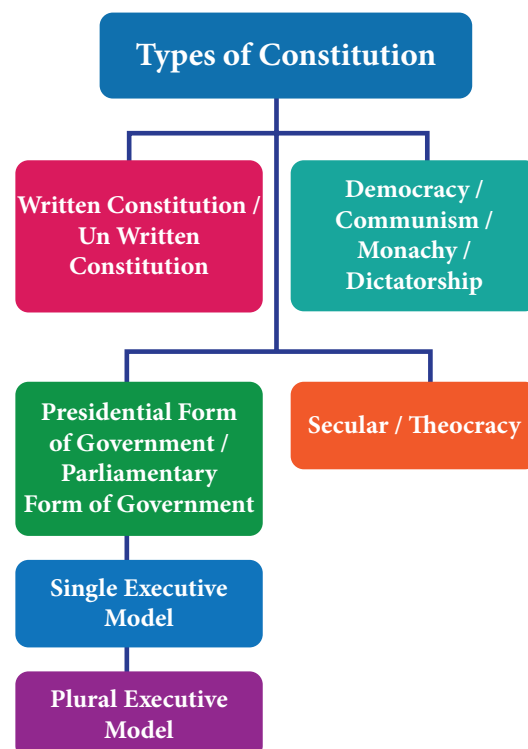 Types of Constitution
Written Constitution /
Un Written
Constitution
Democracy /
Communism /
Monachy /
Dictatorship
Presidential Form
of Government /
Parliamentary
Form of Government
Secular / Theocracy
Single Executive
Model
Plural Executive
Model